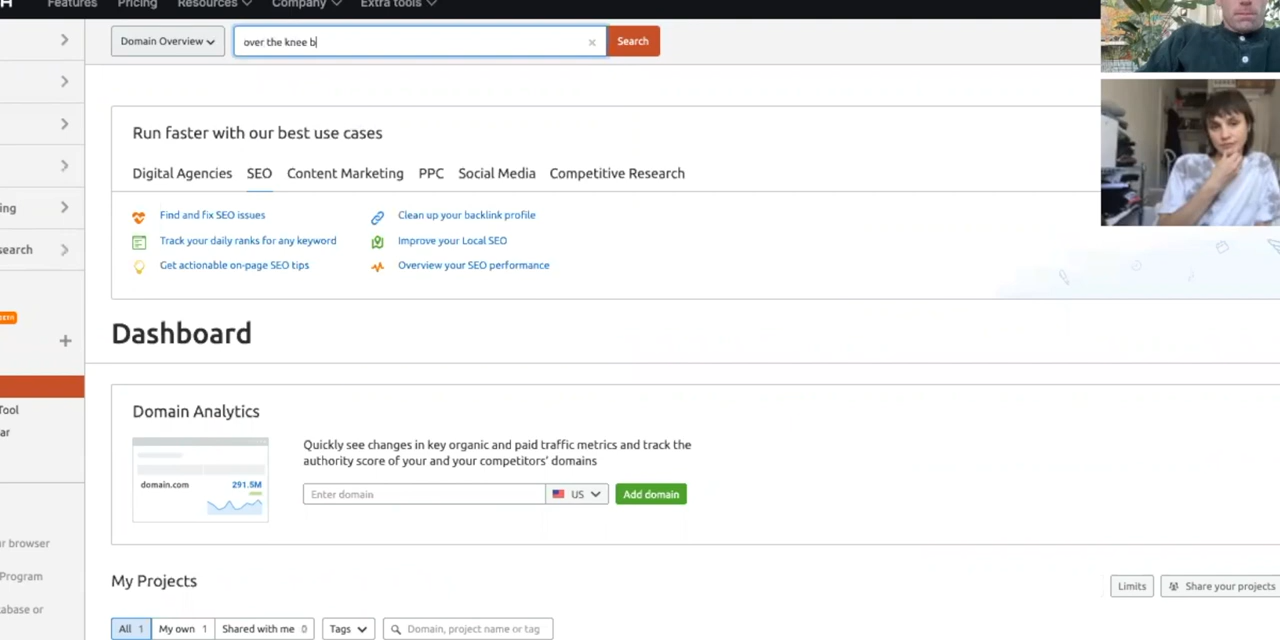 Features Pricing Resources Company Extra tools
Domain Overview over the knee b Search
Run faster with our best use cases
Digital Agencies SEO Content Marketing PPC Social Media Competitive Research
Find and fix SEO issues Clean up your backlink profile
Track your daily ranks for any keyword Improve your Local SEO
Get actionable on-page SEO tips Overview your SEO performance
Dashboard
Domain Analytics
Quickly see changes in key organic and paid traffic metrics and track the
authority score of your and your competitors' domains
domain.com 291.5M
Enter domain US Add domain
My Projects Limits Share your projects
All 1 My own 1 Shared with me 0 Tags Domain, project name or tag
Tool
Program